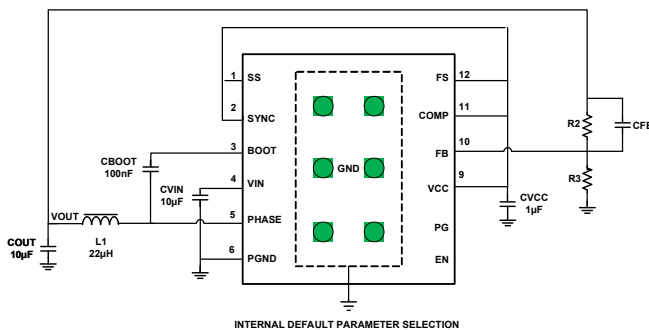 1 SS
FS 12
2 SYNC
COMP 11
3 BOOT
FB 10
CBOOT
100nF
4 VIN
CVIN
10µF
GND
9 VCC
CVCC
1µF
R2
CFB
R3
VOUT
5 PHASE
PG
COUT
10µF
L1
22µH
6 PGND
EN
INTERNAL DEFAULT PARAMETER SELECTION